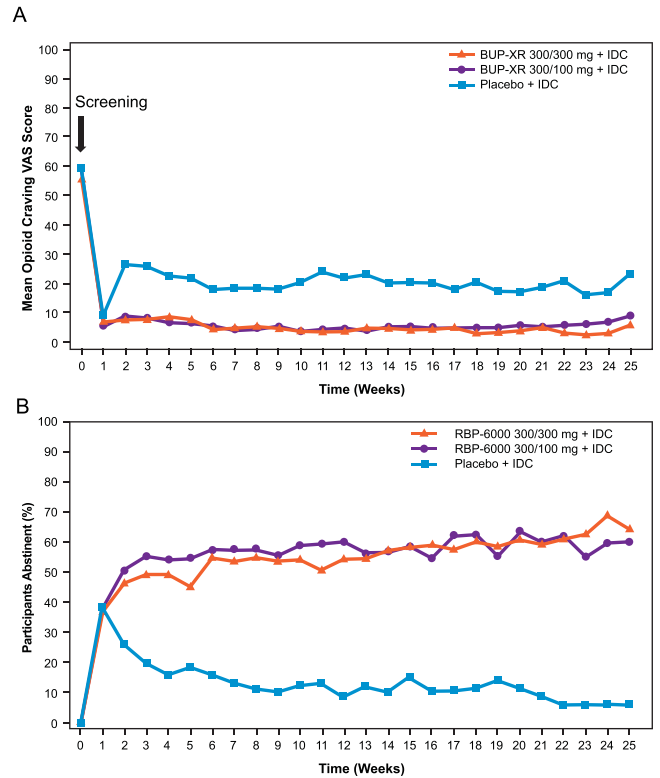 A
BUP-XR 300/300 mg + IDC
BUP-XR 300/100 mg + IDC
Placebo + IDC
Screening
Mean Opioid Craving VAS Score
100
90
80
70
60
50
40
30
20
10
0
0 1 2 3 4 5 6 7 8 9 10 11 12 13 14 15 16 17 18 19 20 21 22 23 24 25
Time (Weeks)
B
RBP-6000 300/300 mg + IDC
RBP-6000 300/100 mg + IDC
Placebo + IDC
Participants Abstinent (%)
100
90
80
70
60
50
40
30
20
10
0
0 1 2 3 4 5 6 7 8 9 10 11 12 13 14 15 16 17 18 19 20 21 22 23 24 25
Time (Weeks)